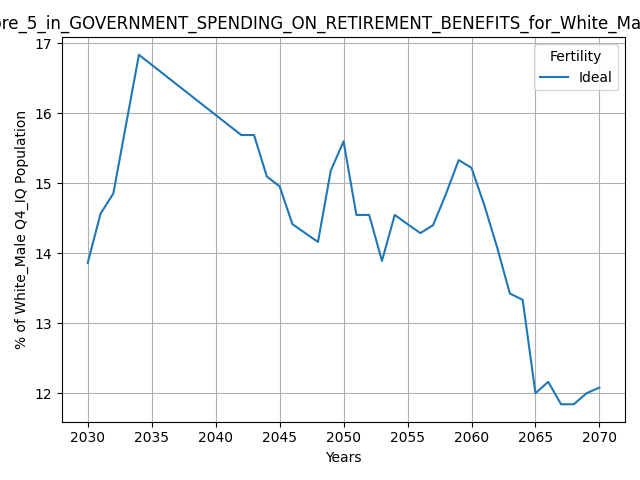 re_5_in_GOVERNMENT_SPENDING_ON_RETIREMENT_BENEFITS_for_White_Ma
Fertility
Ideal
% of White_Male Q4_IQ Population
17
16
15
14
13
12
2030 2035 2040 2045 2050 2055 2060 2065 2070
Years